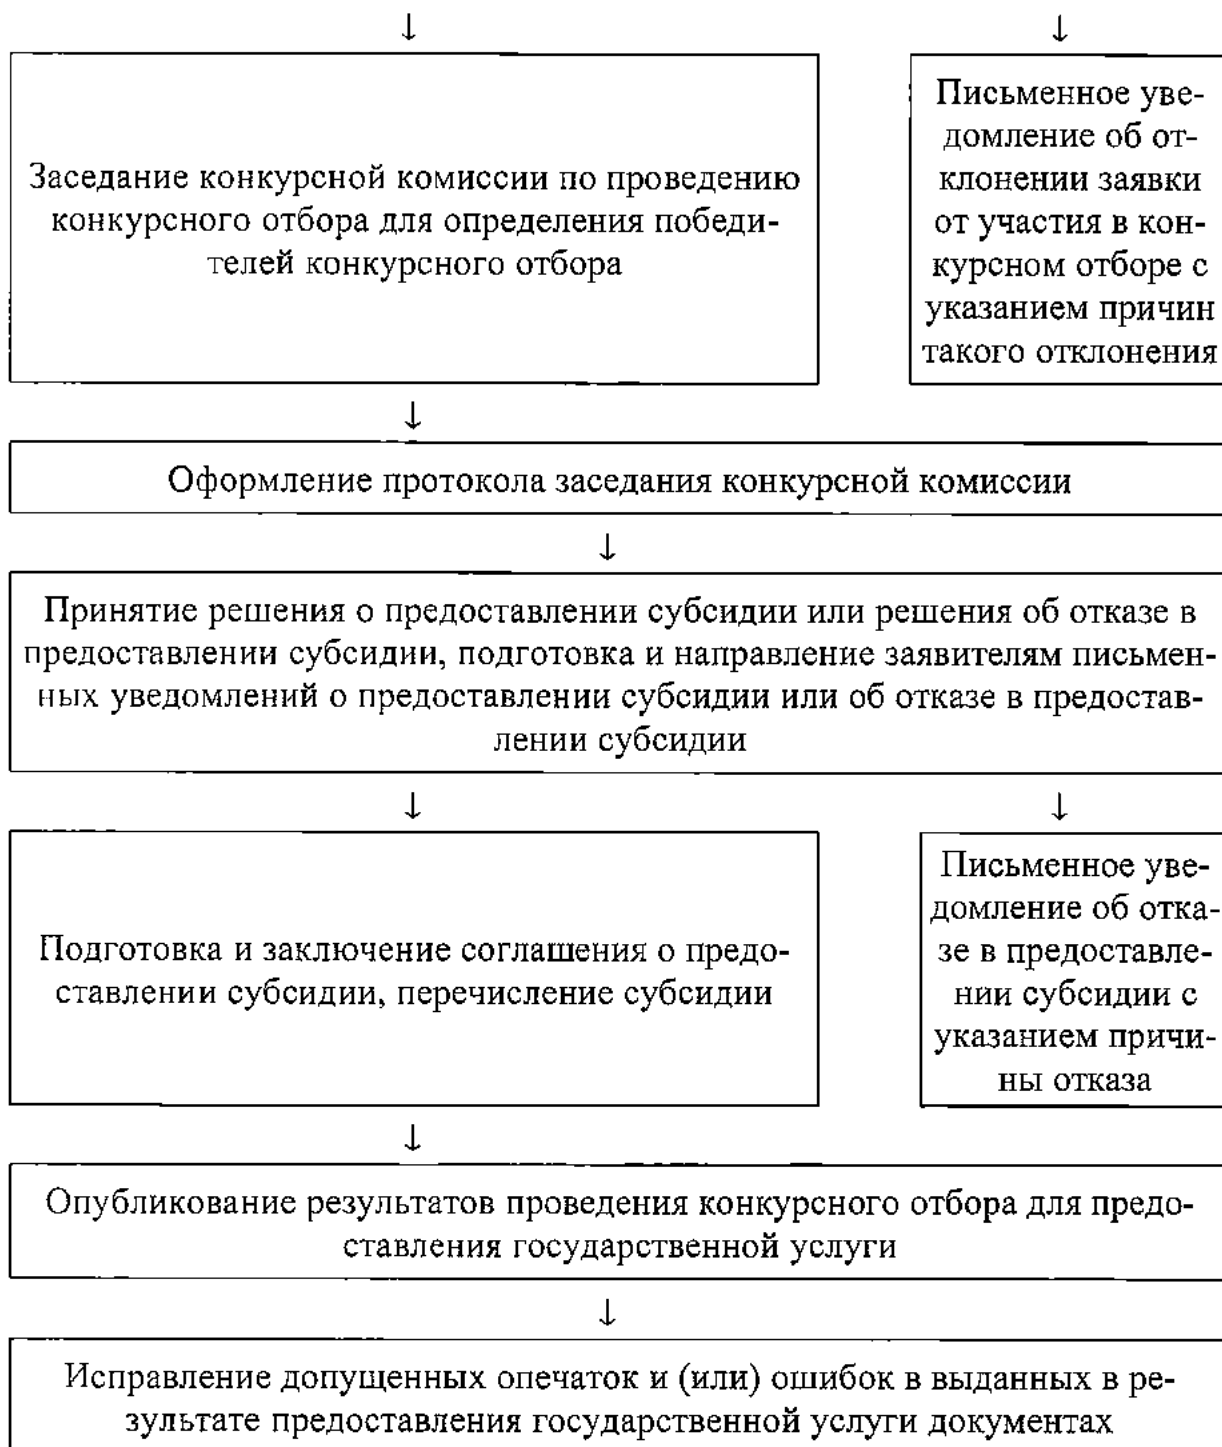 ↓ ↓
Заседание конкурсной комиссии по проведению
конкурсного отбора для определения победи-
телей конкурсного отбора
Письменное уве-
домление об от-
клонении заявки
от участия в кон-
курсном отборе с
указанием причин
такого отклонения
↓
Оформление протокола заседания конкурсной комиссии
↓
Принятие решения о предоставлении субсидии или решения об отказе в
предоставлении субсидии, подготовка и направление заявителям письмен-
ных уведомлений о предоставлении субсидии или об отказе в предостав-
лении субсидии
↓ ↓
Подготовка и заключение соглашения о предо-
ставлении субсидии, перечисление субсидии
Письменное уве-
домление об отка-
зе в предоставле-
нии субсидии с
указанием причи-
ны отказа
↓
Опубликование результатов проведения конкурсного отбора для предо-
ставления государственной услуги
↓
Исправление допущенных опечаток и (или) ошибок в выданных в ре-
зультате предоставления государственной услуги документах